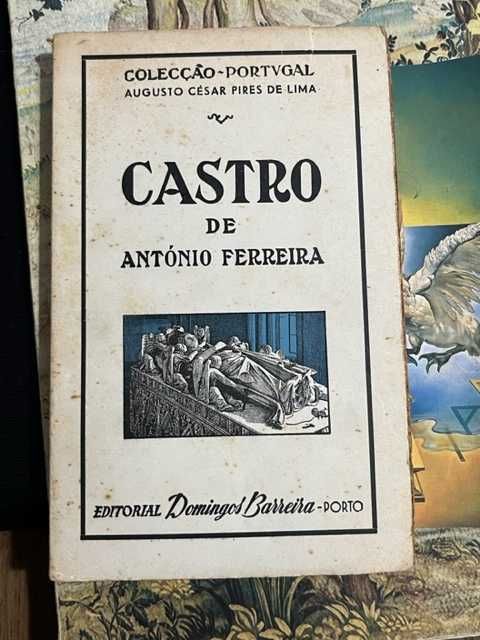 COLECÇÃO-PORTVGAL
AUGUSTO CÉSAR PIRES DE LIMA
CASTRO
DE
ANTÓNIO FERREIRA
EDITORIAL Domingos Barreira-PORTO